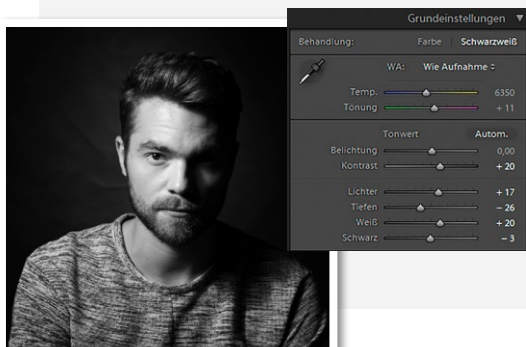 Grundeinstellungen ▼
Behandlung: Farbe | Schwarzweiß
WA: Wie Aufnahme
Temp. 6350
Tönung + 11
Tonwert Autom.
Belichtung 0,00
Kontrast + 20
Lichter + 17
Tiefen − 26
Weiß + 20
Schwarz − 3